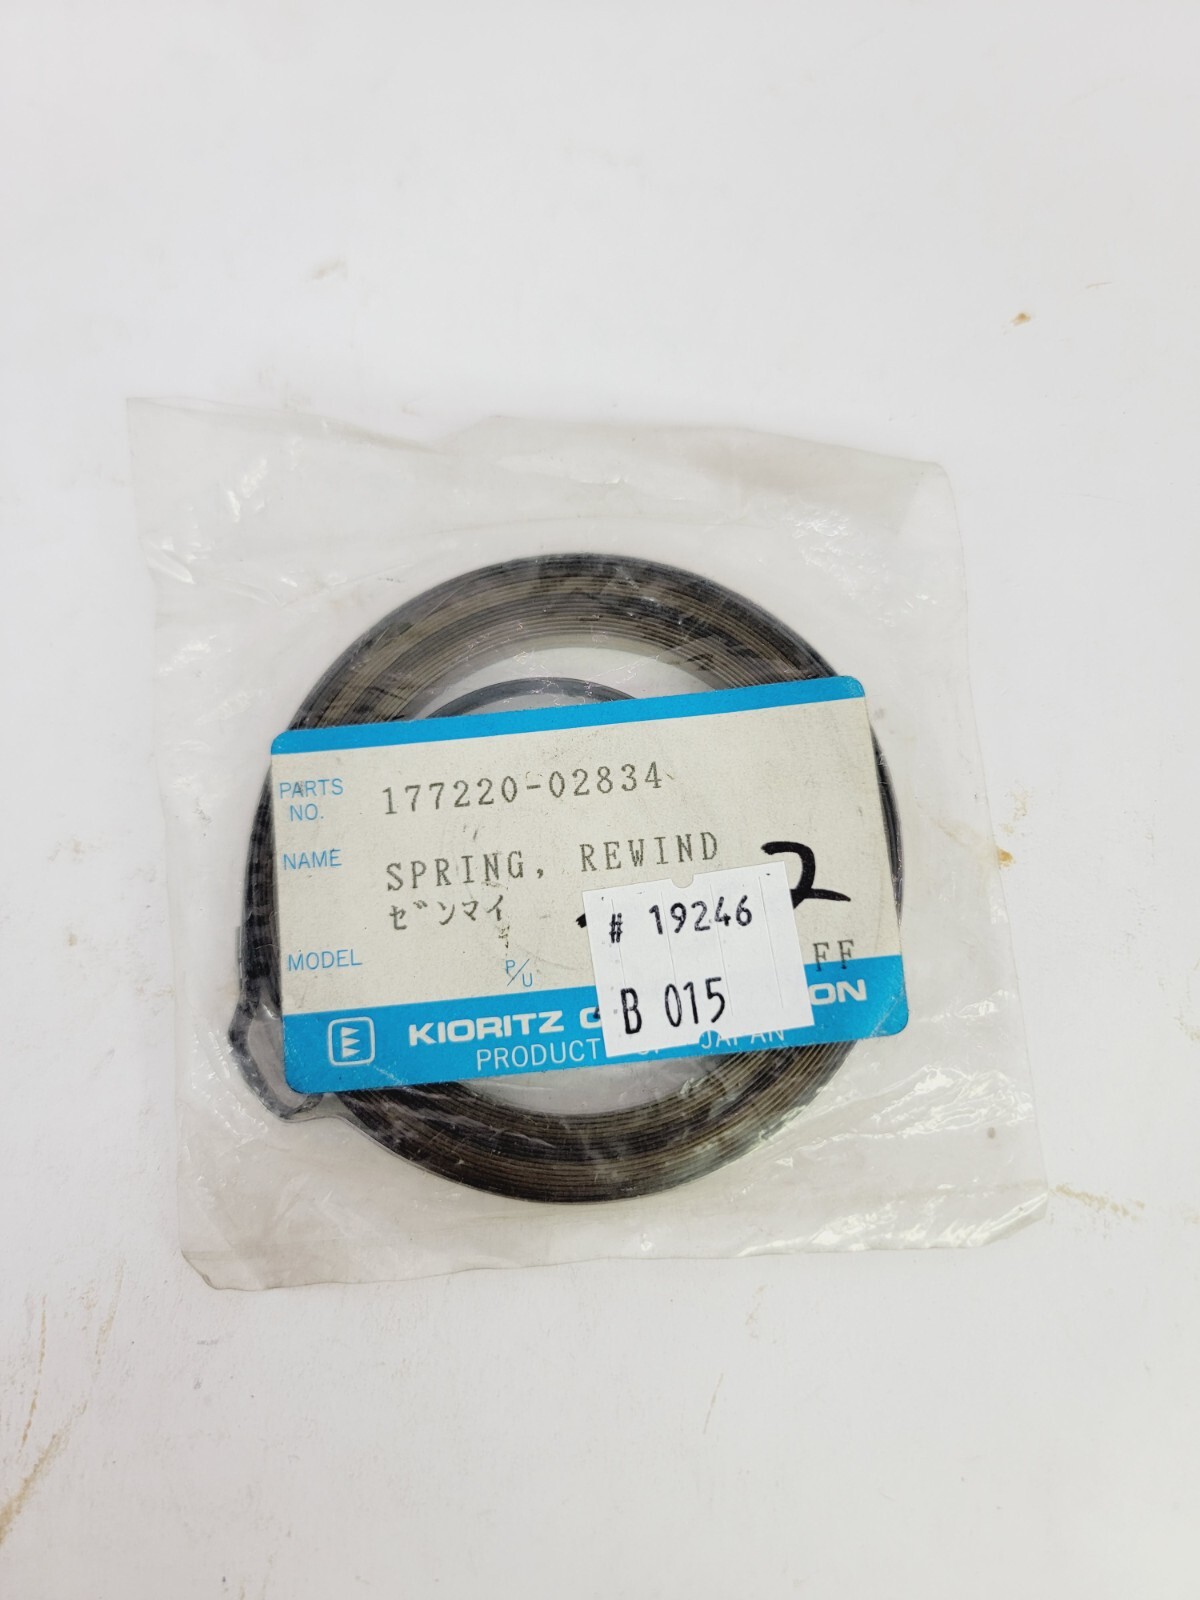 PARTS NO. 177220-02834
NAME SPRING, REWIND
ゼンマイ
2
MODEL P/U FF
# 19246
B 015
KIORITZ
PRODUCT JAPAN